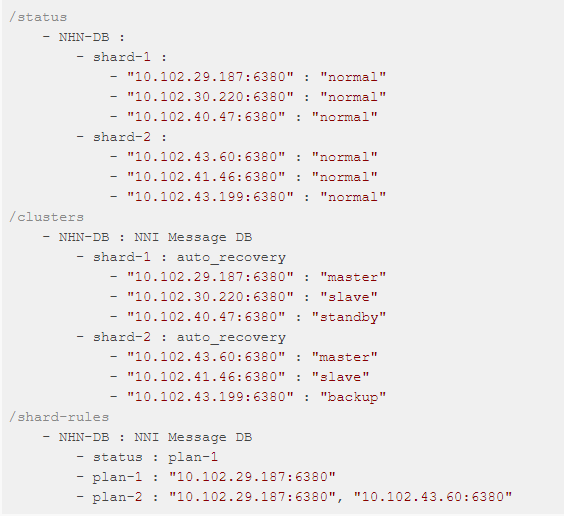 /status
- NHN-DB :
- shard-1 :
- "10.102.29.187:6380" : "normal"
- "10.102.30.220:6380" : "normal"
- "10.102.40.47:6380" : "normal"
- shard-2 :
- "10.102.43.60:6380" : "normal"
- "10.102.41.46:6380" : "normal"
- "10.102.43.199:6380" : "normal"
/clusters
- NHN-DB : NNI Message DB
- shard-1 : auto_recovery
- "10.102.29.187:6380" : "master"
- "10.102.30.220:6380" : "slave"
- "10.102.40.47:6380" : "standby"
- shard-2 : auto_recovery
- "10.102.43.60:6380" : "master"
- "10.102.41.46:6380" : "slave"
- "10.102.43.199:6380" : "backup"
/shard-rules
- NHN-DB : NNI Message DB
- status : plan-1
- plan-1 : "10.102.29.187:6380"
- plan-2 : "10.102.29.187:6380", "10.102.43.60:6380"